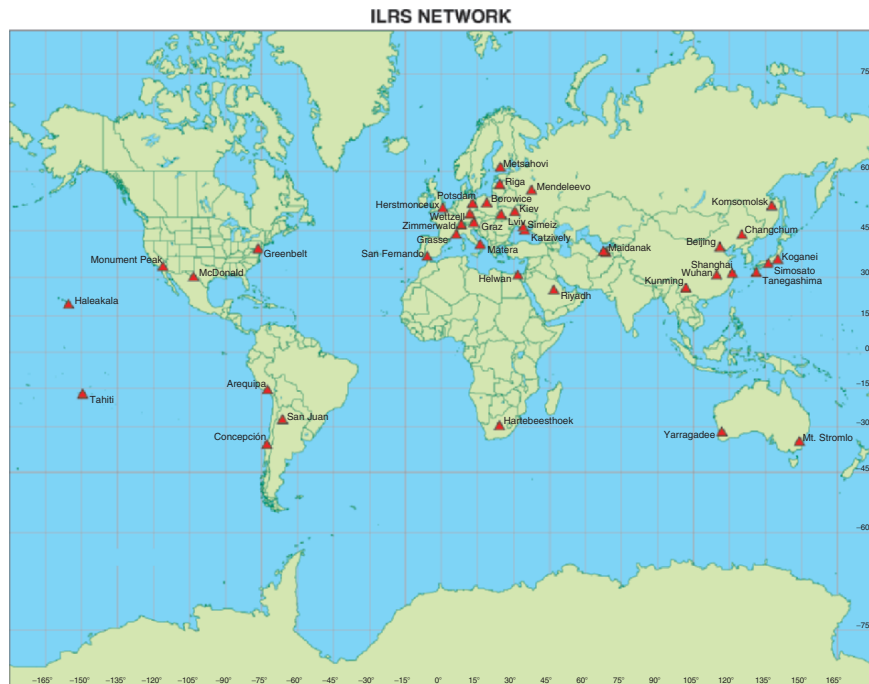 ILRS NETWORK
75
Metsahovi
60
Riga
Mendeleevo
Potsdam
Borowice
Komsomolsk
Herstmonceux
Kiev
Wettzell
Lviv
Simeiz
45
Changchum
Zimmerwald
Graz
Katzively
Beijing
Grasse
Matera
Maidanak
Greenbelt
San Fernando
Koganei
Monument Peak
Shanghai
Simosato
McDonald
Helwan
Wuhan
30
Tanegashima
Kunming
Riyadh
Haleakala
15
0
Arequipa
–15
Tahiti
San Juan
Hartebeesthoek
–30
Concepción
Yarragadee
Mt. Stromlo
–45
–60
–75
–165° –150° –135° –120° –105° –90° –75° –60° –45° –30° –15° 0° 15° 30° 45° 60° 75° 90° 105° 120° 135° 150° 165°